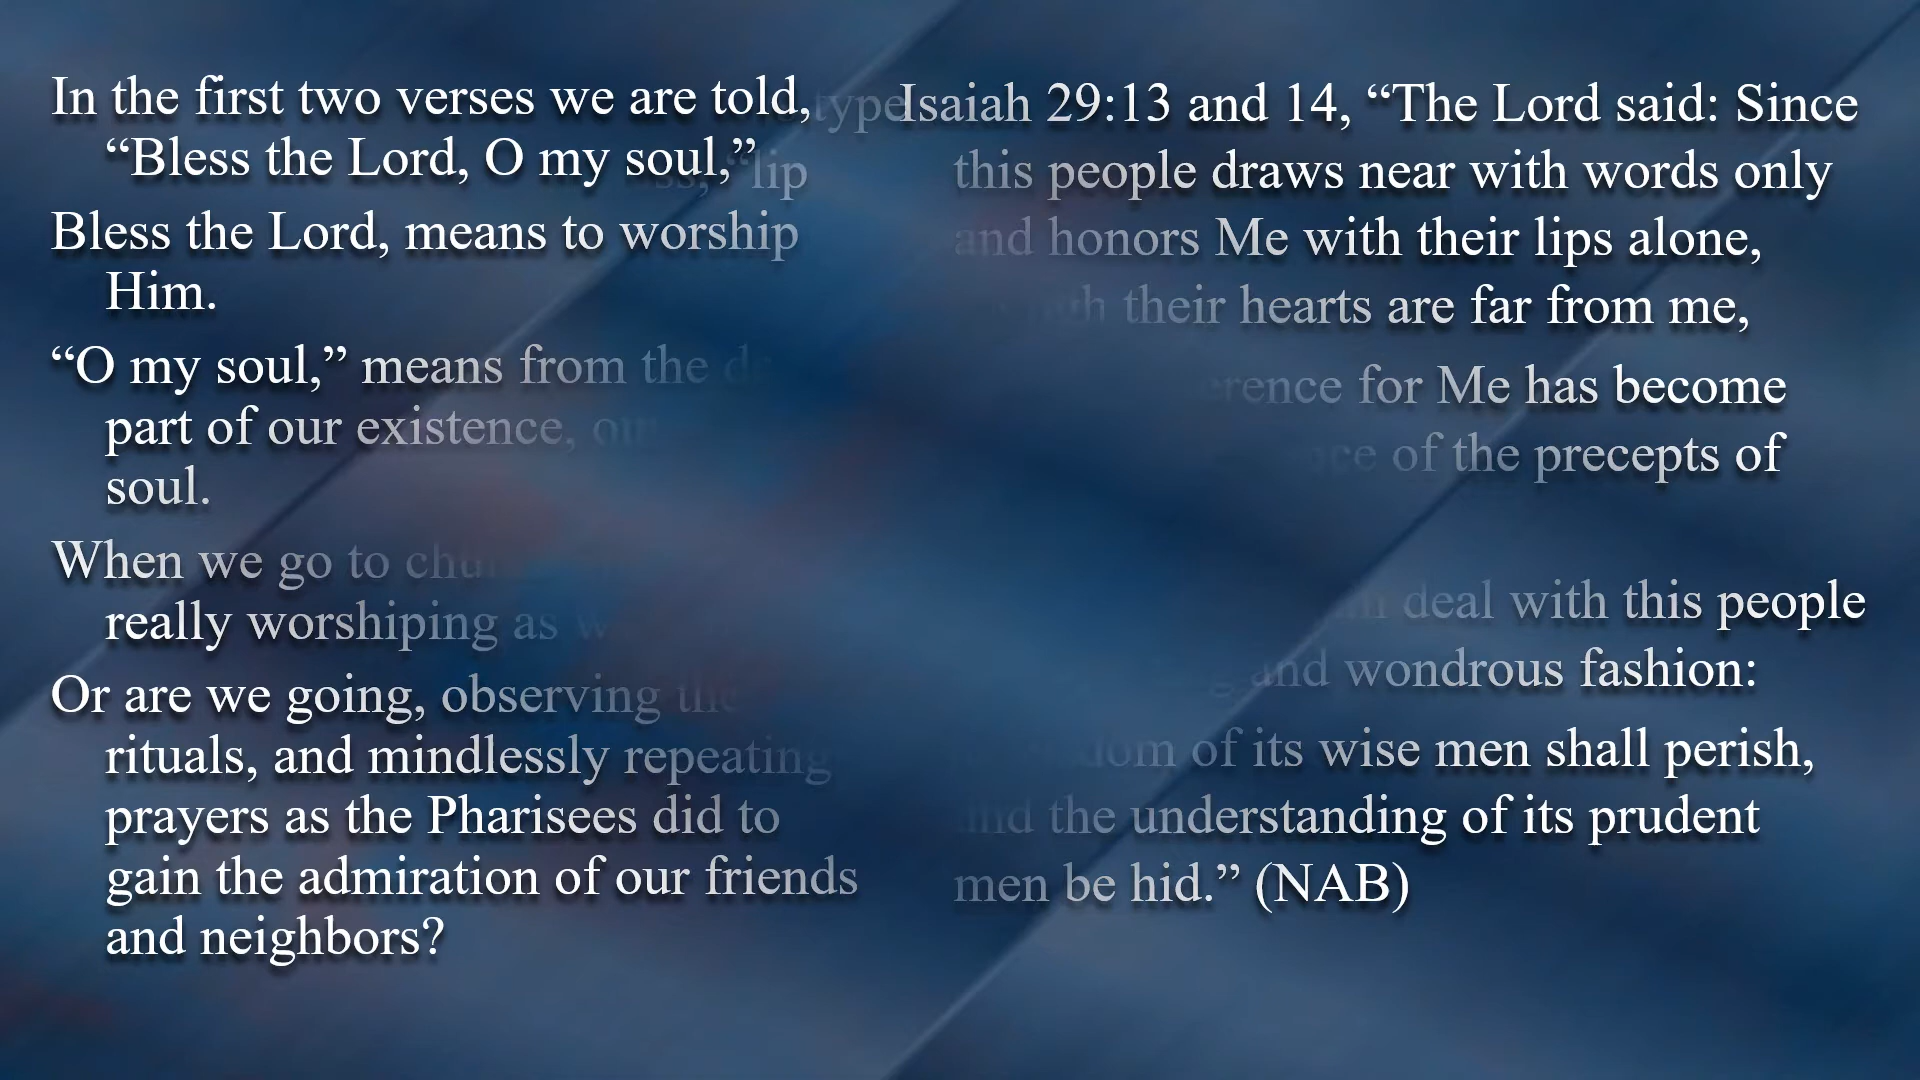 In the first two verses we are told,
“Bless the Lord, O my soul,”
Bless the Lord, means to worship
Him.
“O my soul,” means from the
part of our existence, our
soul.
When we go to
really worshiping as
Or are we going, observing the
rituals, and mindlessly repeating
prayers as the Pharisees did to
gain the admiration of our friends
and neighbors?
type
lip
Isaiah 29:13 and 14, “The Lord said: Since
this people draws near with words only
and honors Me with their lips alone,
their hearts are far from me,
for Me has become
of the precepts of
deal with this people
and wondrous fashion:
of its wise men shall perish,
and the understanding of its prudent
men be hid.” (NAB)